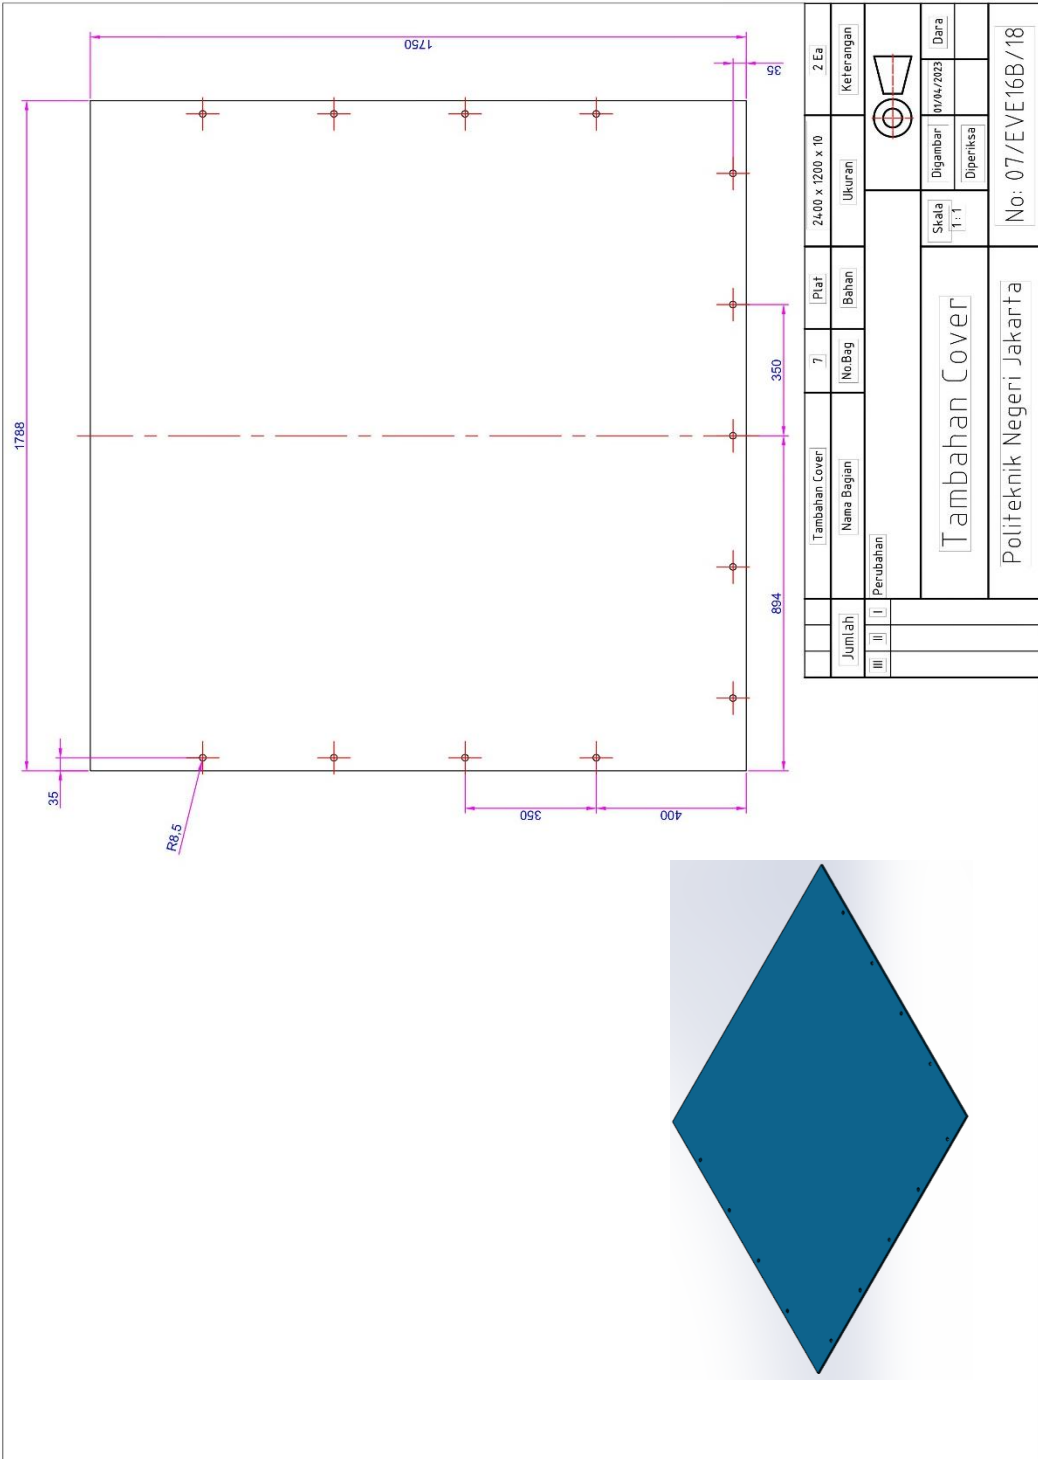 1788
1750
35
35
R8,5
350
400
350
894
Tambahan Cover
7
Plat
2400 x 1200 x 10
2 Ea
Jumlah
Nama Bagian
No.Bag
Bahan
Ukuran
Keterangan
III
II
I
Perubahan
Tambahan Cover
Skala
1 : 1
Digambar
01/04/2023
Dara
Diperiksa
Politeknik Negeri Jakarta
No: 07/EVE16B/18